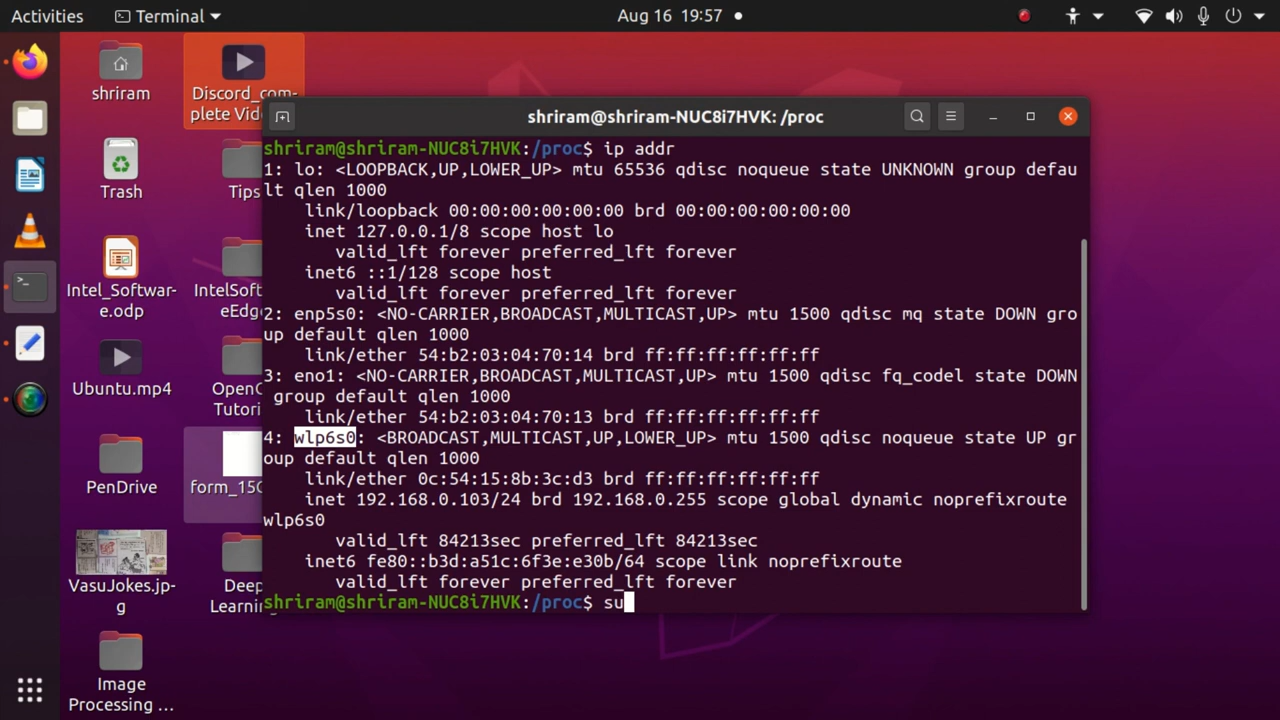 Activities
Terminal
Aug 16 19:57
shriram
Discord_com-
plete Vid
Trash
Tips
Intel_Softwar-
e.odp
IntelSoft
eEdge
Ubuntu.mp4
OpenC
Tutori
PenDrive
form_15
VasuJokes.jp-
g
Deep
Learning
Image
Processing ...
shriram@shriram-NUC8i7HVK: /proc
shriram@shriram-NUC8i7HVK:/proc$ ip addr
1: lo: <LOOPBACK,UP,LOWER_UP> mtu 65536 qdisc noqueue state UNKNOWN group defau
lt qlen 1000
link/loopback 00:00:00:00:00:00 brd 00:00:00:00:00:00
inet 127.0.0.1/8 scope host lo
valid_lft forever preferred_lft forever
inet6 ::1/128 scope host
valid_lft forever preferred_lft forever
2: enp5s0: <NO-CARRIER,BROADCAST,MULTICAST,UP> mtu 1500 qdisc mq state DOWN gro
up default qlen 1000
link/ether 54:b2:03:04:70:14 brd ff:ff:ff:ff:ff:ff
3: eno1: <NO-CARRIER,BROADCAST,MULTICAST,UP> mtu 1500 qdisc fq_codel state DOWN
group default qlen 1000
link/ether 54:b2:03:04:70:13 brd ff:ff:ff:ff:ff:ff
4: wlp6s0: <BROADCAST,MULTICAST,UP,LOWER_UP> mtu 1500 qdisc noqueue state UP gr
oup default qlen 1000
link/ether 0c:54:15:8b:3c:d3 brd ff:ff:ff:ff:ff:ff
inet 192.168.0.103/24 brd 192.168.0.255 scope global dynamic noprefixroute
wlp6s0
valid_lft 84213sec preferred_lft 84213sec
inet6 fe80::b3d:a51c:6f3e:e30b/64 scope link noprefixroute
valid_lft forever preferred_lft forever
shriram@shriram-NUC8i7HVK:/proc$ su